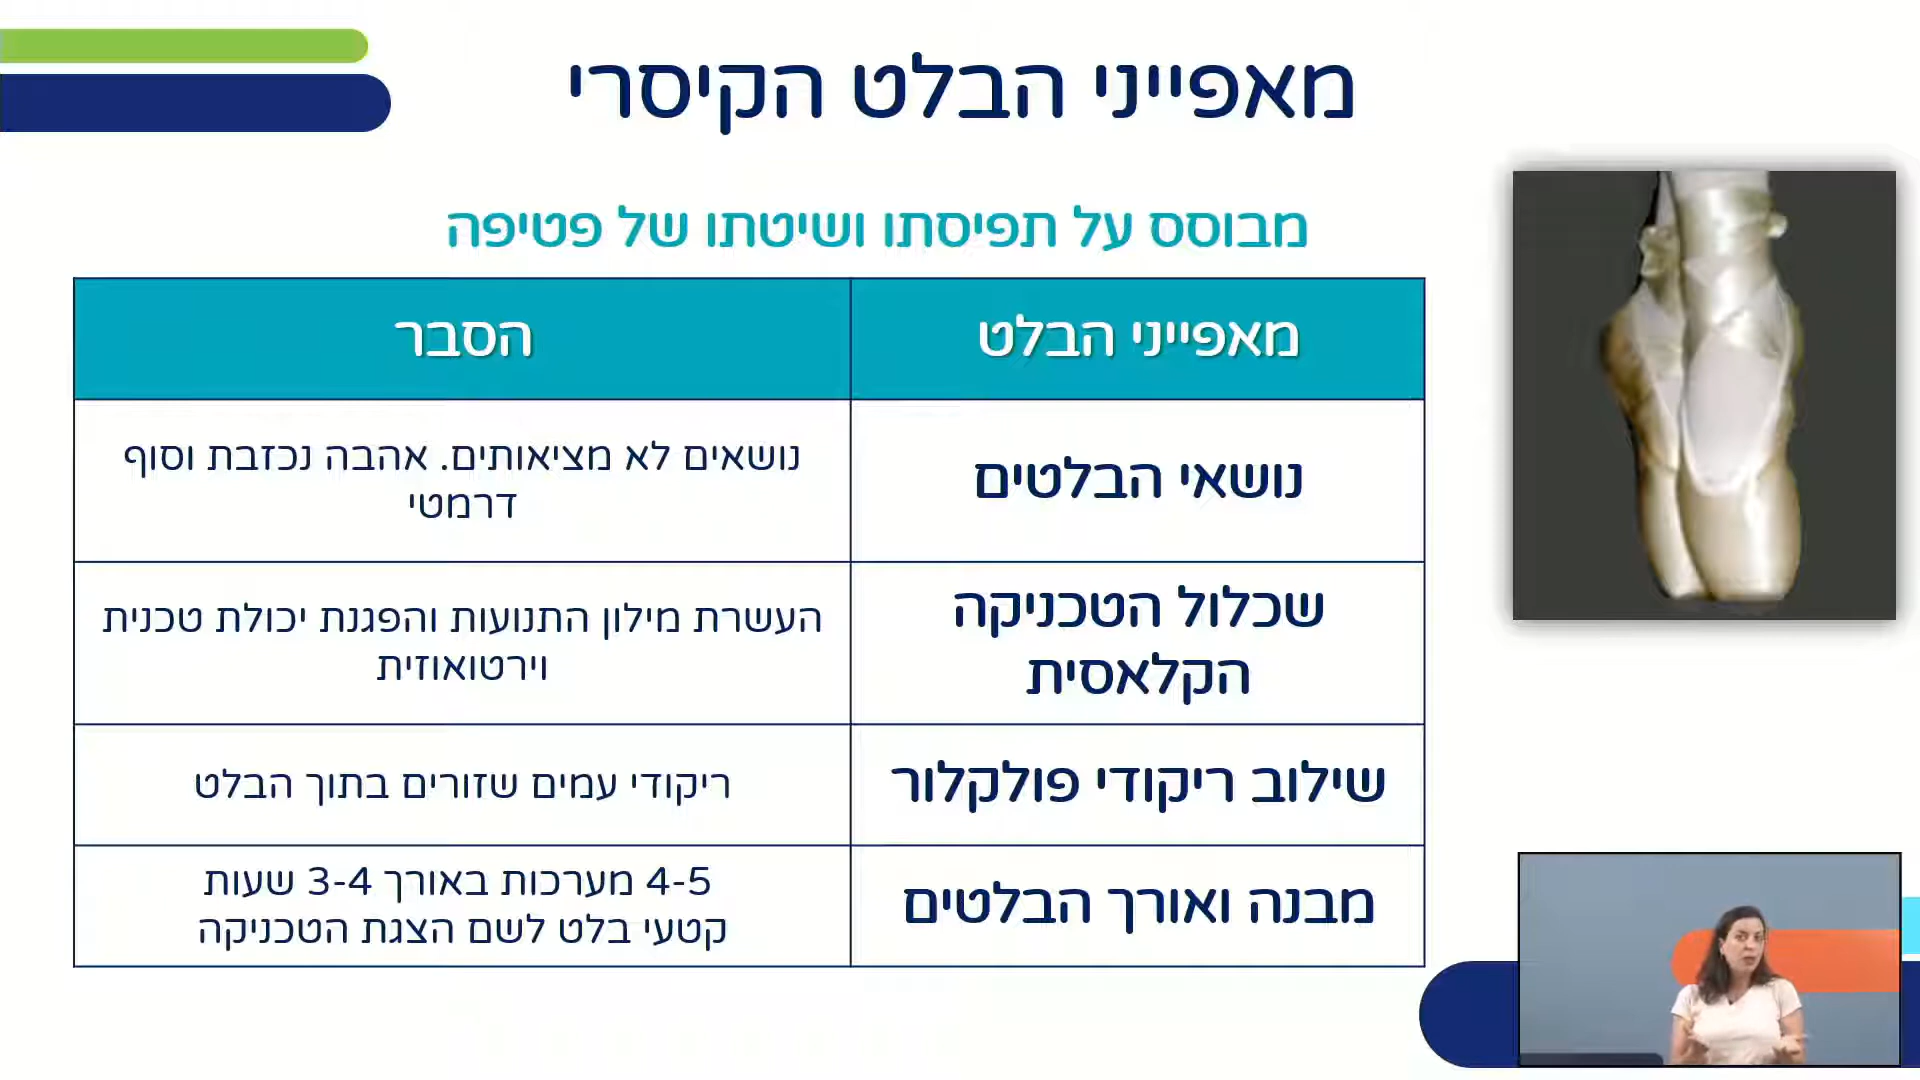 מאפייני הבלט הקיסרי
מבוסס על תפיסתו ושיטתו של פטיפה
מאפייני הבלט
הסבר
נושאי הבלטים
נושאים לא מציאותים. אהבה נכזבת וסוף
דרמטי
שכלול הטכניקה
הקלאסית
העשרת מילון התנועות והפגנת יכולת טכנית
וירטואוזית
שילוב ריקודי פולקלור
ריקודי עמים שזורים בתוך הבלט
מבנה ואורך הבלטים
4-5 מערכות באורך 3-4 שעות
קטעי בלט לשם הצגת הטכניקה